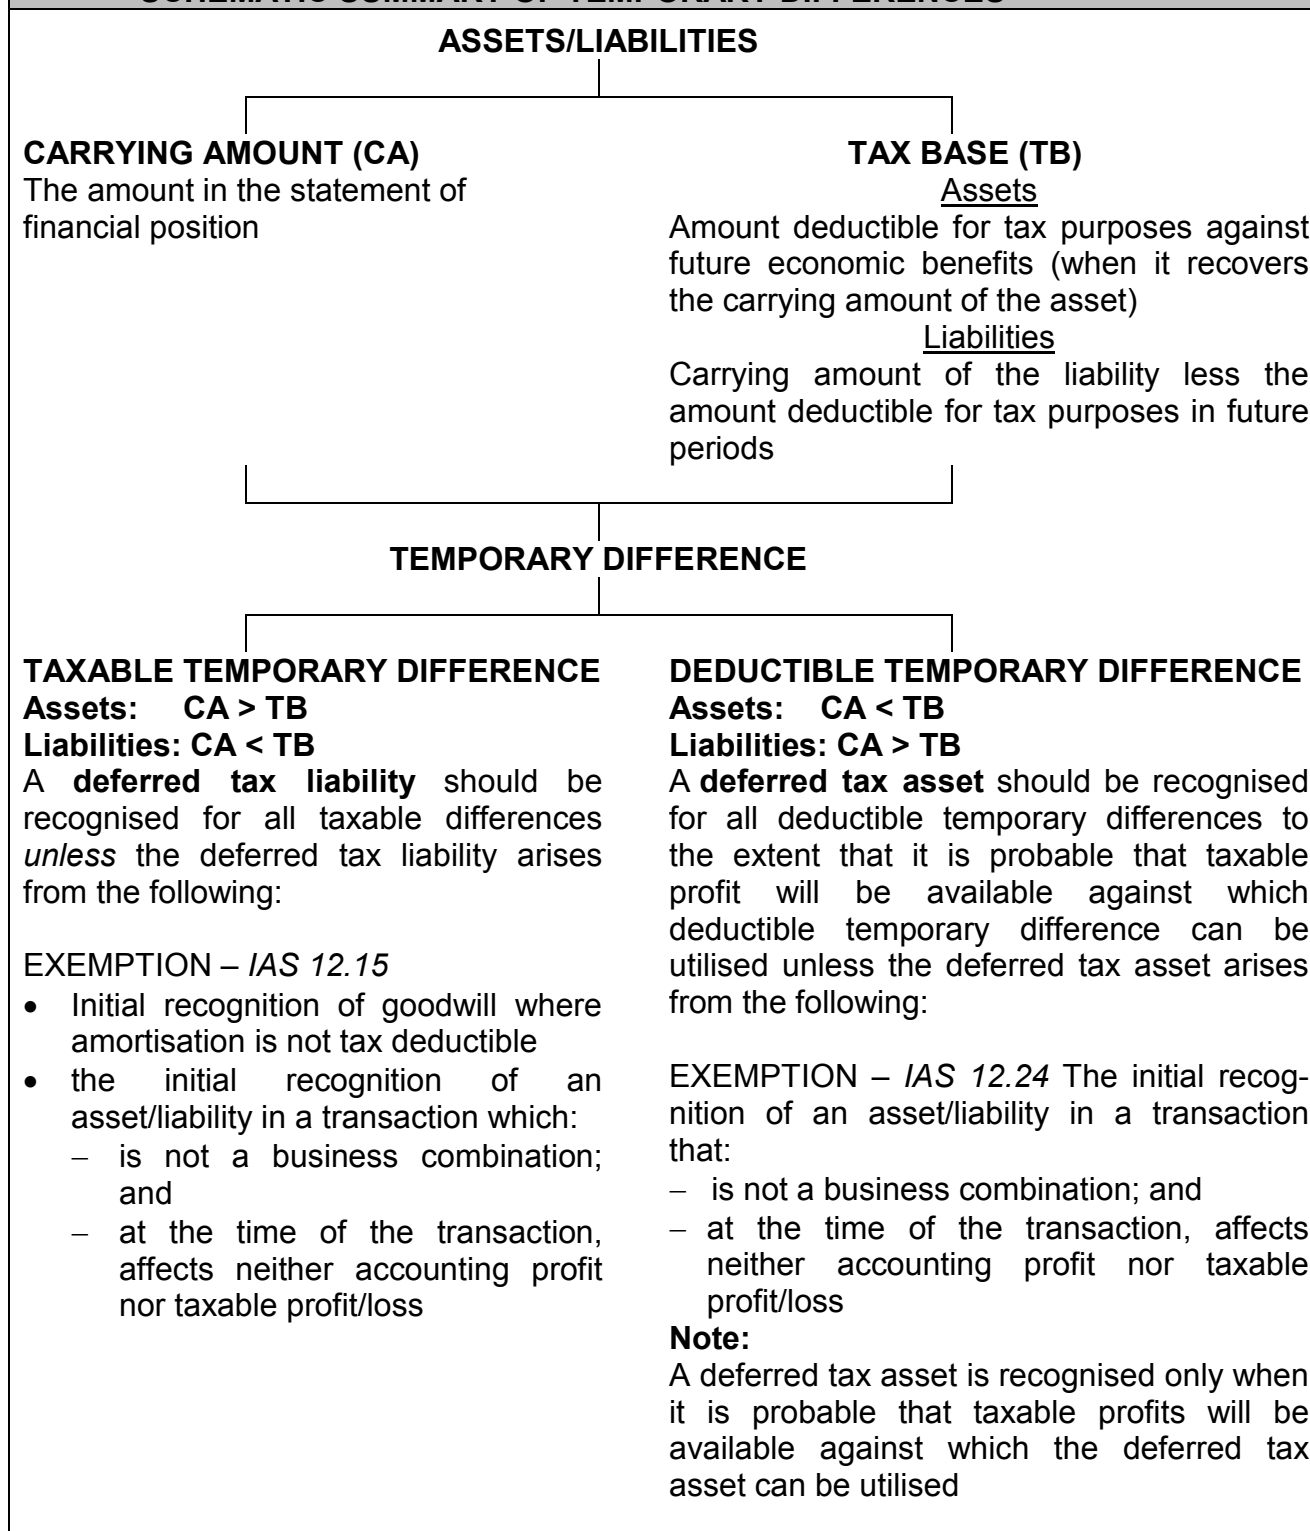 SCHEMATIC SUMMARY OF TEMPORARY DIFFERENCES
ASSETS/LIABILITIES
CARRYING AMOUNT (CA)
The amount in the statement of
financial position
TAX BASE (TB)
Assets
Amount deductible for tax purposes against
future economic benefits (when it recovers
the carrying amount of the asset)
Liabilities
Carrying amount of the liability less the
amount deductible for tax purposes in future
periods
TEMPORARY DIFFERENCE
TAXABLE TEMPORARY DIFFERENCE
Assets: CA > TB
Liabilities: CA < TB
A deferred tax liability should be
recognised for all taxable differences
unless the deferred tax liability arises
from the following:
EXEMPTION – IAS 12.15
• Initial recognition of goodwill where
amortisation is not tax deductible
• the initial recognition of an
asset/liability in a transaction which:
– is not a business combination;
and
– at the time of the transaction,
affects neither accounting profit
nor taxable profit/loss
DEDUCTIBLE TEMPORARY DIFFERENCE
Assets: CA < TB
Liabilities: CA > TB
A deferred tax asset should be recognised
for all deductible temporary differences to
the extent that it is probable that taxable
profit will be available against which
deductible temporary difference can be
utilised unless the deferred tax asset arises
from the following:
EXEMPTION – IAS 12.24 The initial recog-
nition of an asset/liability in a transaction
that:
– is not a business combination; and
– at the time of the transaction, affects
neither accounting profit nor taxable
profit/loss
Note:
A deferred tax asset is recognised only when
it is probable that taxable profits will be
available against which the deferred tax
asset can be utilised